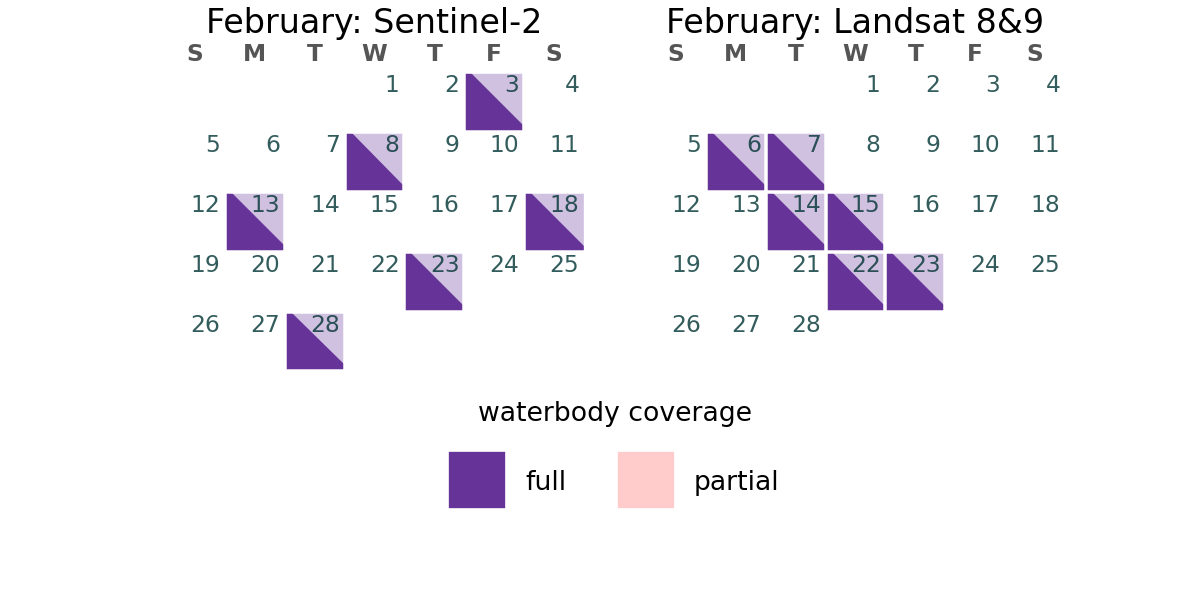 February: Sentinel-2
S M T W T F S
1 2 3 4
5 6 7 8 9 10 11
12 13 14 15 16 17 18
19 20 21 22 23 24 25
26 27 28
February: Landsat 8&9
S M T W T F S
1 2 3 4
5 6 7 8 9 10 11
12 13 14 15 16 17 18
19 20 21 22 23 24 25
26 27 28
waterbody coverage
full
partial